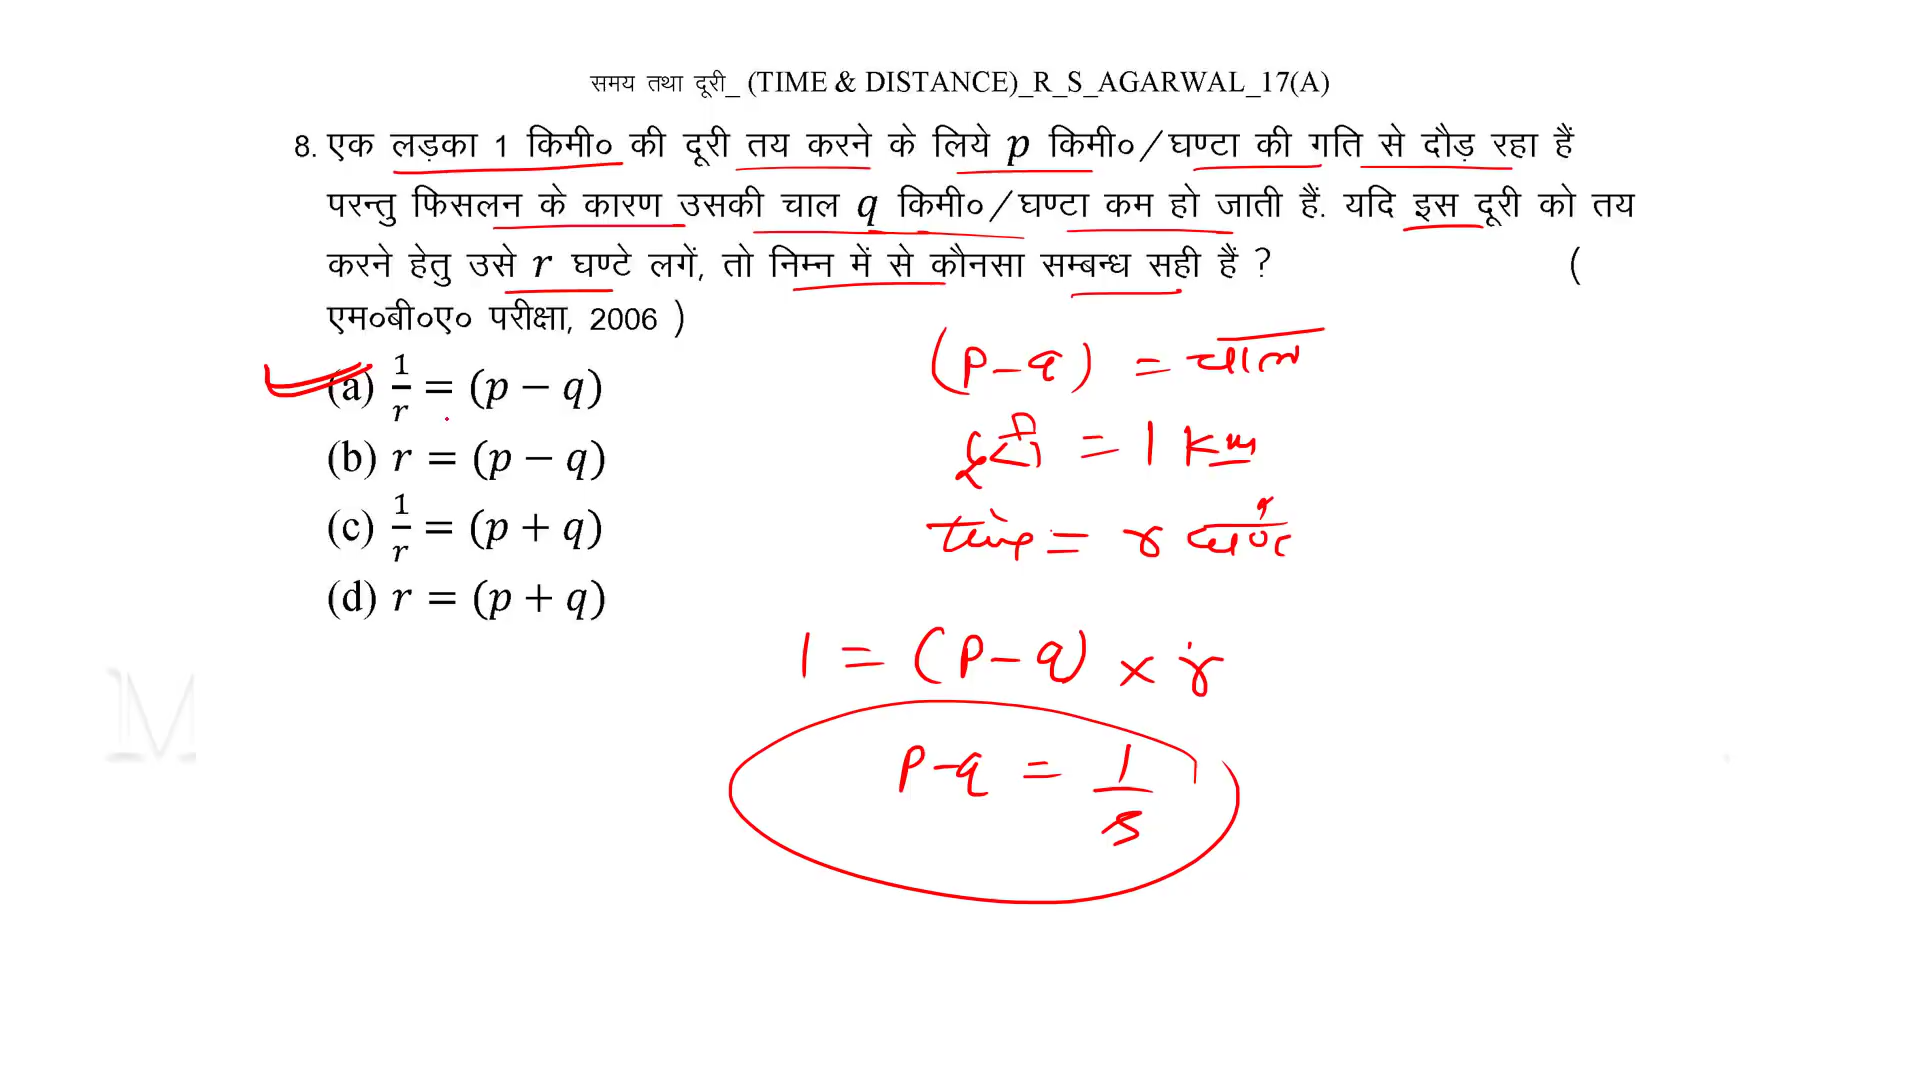 समय तथा दूरी_ (TIME & DISTANCE)_R_S_AGARWAL_17(A)
8. एक लड़का 1 किमी० की दूरी तय करने के लिये p किमी०/घण्टा की गति से दौड़ रहा हैं
परन्तु फिसलन के कारण उसकी चाल q किमी०/घण्टा कम हो जाती हैं. यदि इस दूरी को तय
करने हेतु उसे r घण्टे लगें, तो निम्न में से कौनसा सम्बन्ध सही हैं ? (
एम०बी०ए० परीक्षा, 2006 )
(a) 1/r = (p − q)
(b) r = (p − q)
(c) 1/r = (p + q)
(d) r = (p + q)
(P-q) = चाल
दूरी = 1 km
time = r घण्टे
1 = (P-q) × r
P-q = 1/r
M